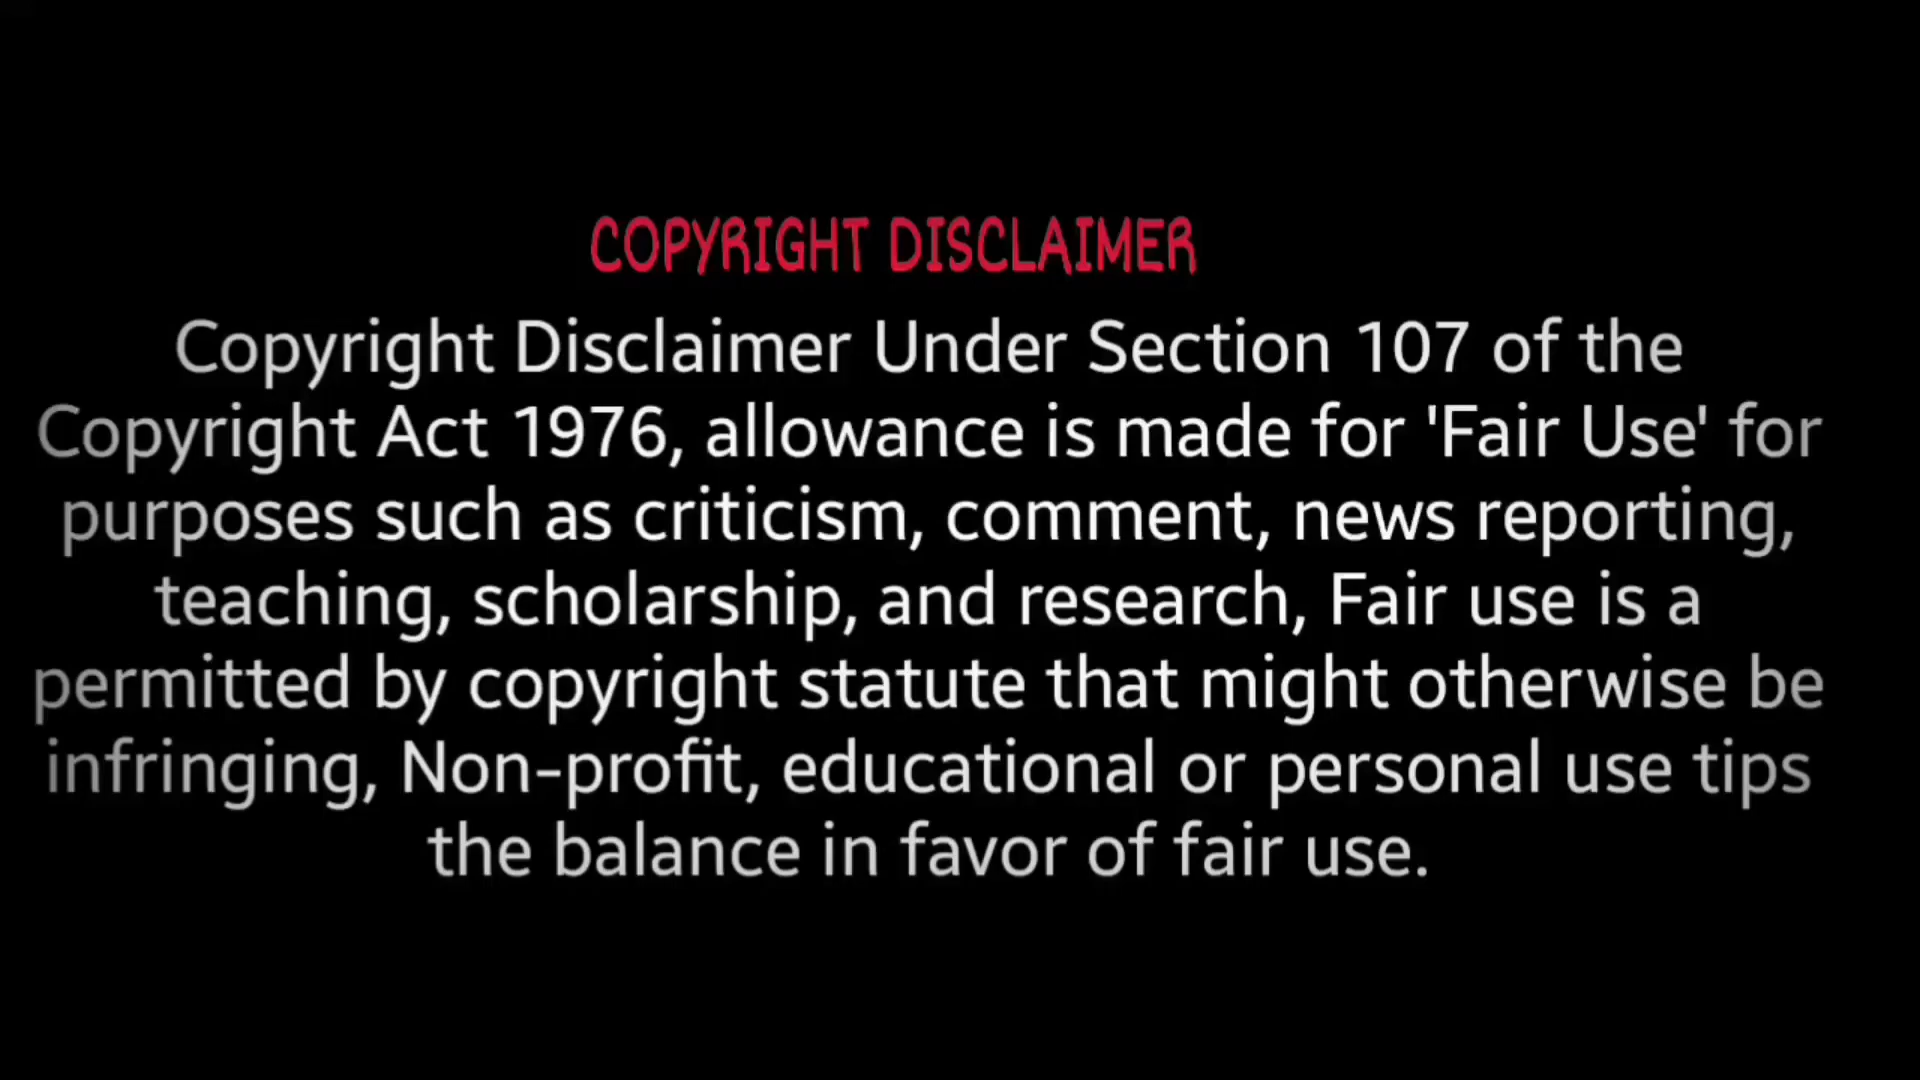 COPYRIGHT DISCLAIMER
Copyright Disclaimer Under Section 107 of the
Copyright Act 1976, allowance is made for 'Fair Use' for
purposes such as criticism, comment, news reporting,
teaching, scholarship, and research, Fair use is a
permitted by copyright statute that might otherwise be
infringing, Non-profit, educational or personal use tips
the balance in favor of fair use.